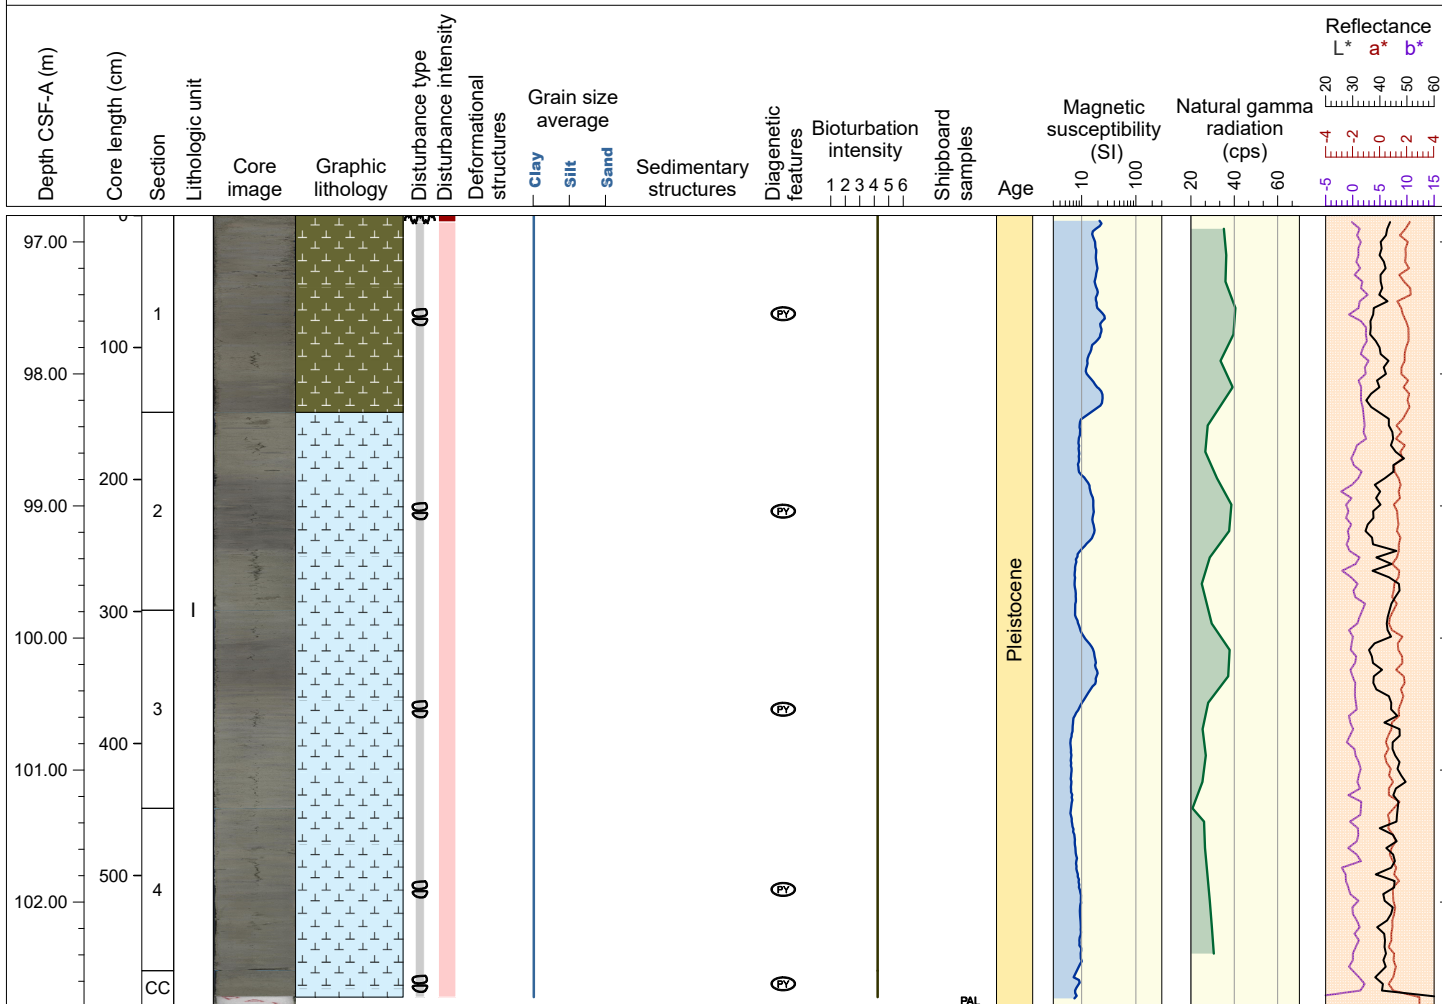 Depth CSF-A (m)
Core length (cm)
Section
Lithologic unit
Core
image
Graphic
lithology
Disturbance type
Disturbance intensity
Deformational
structures
Grain size
average
Clay
Silt
Sand
Sedimentary
structures
Diagenetic
features
Bioturbation
intensity
1 2 3 4 5 6
Shipboard
samples
Age
Magnetic
susceptibility
(SI)
10 100
Natural gamma
radiation
(cps)
20 40 60
Reflectance
L* a* b*
20 30 40 50 60
-4 -2 0 2 4
-5 0 5 10 15
0
97.00
1
PY
100
98.00
200
99.00
2
PY
300
I
100.00
Pleistocene
3
PY
400
101.00
500
4
PY
102.00
CC
PY
PAL